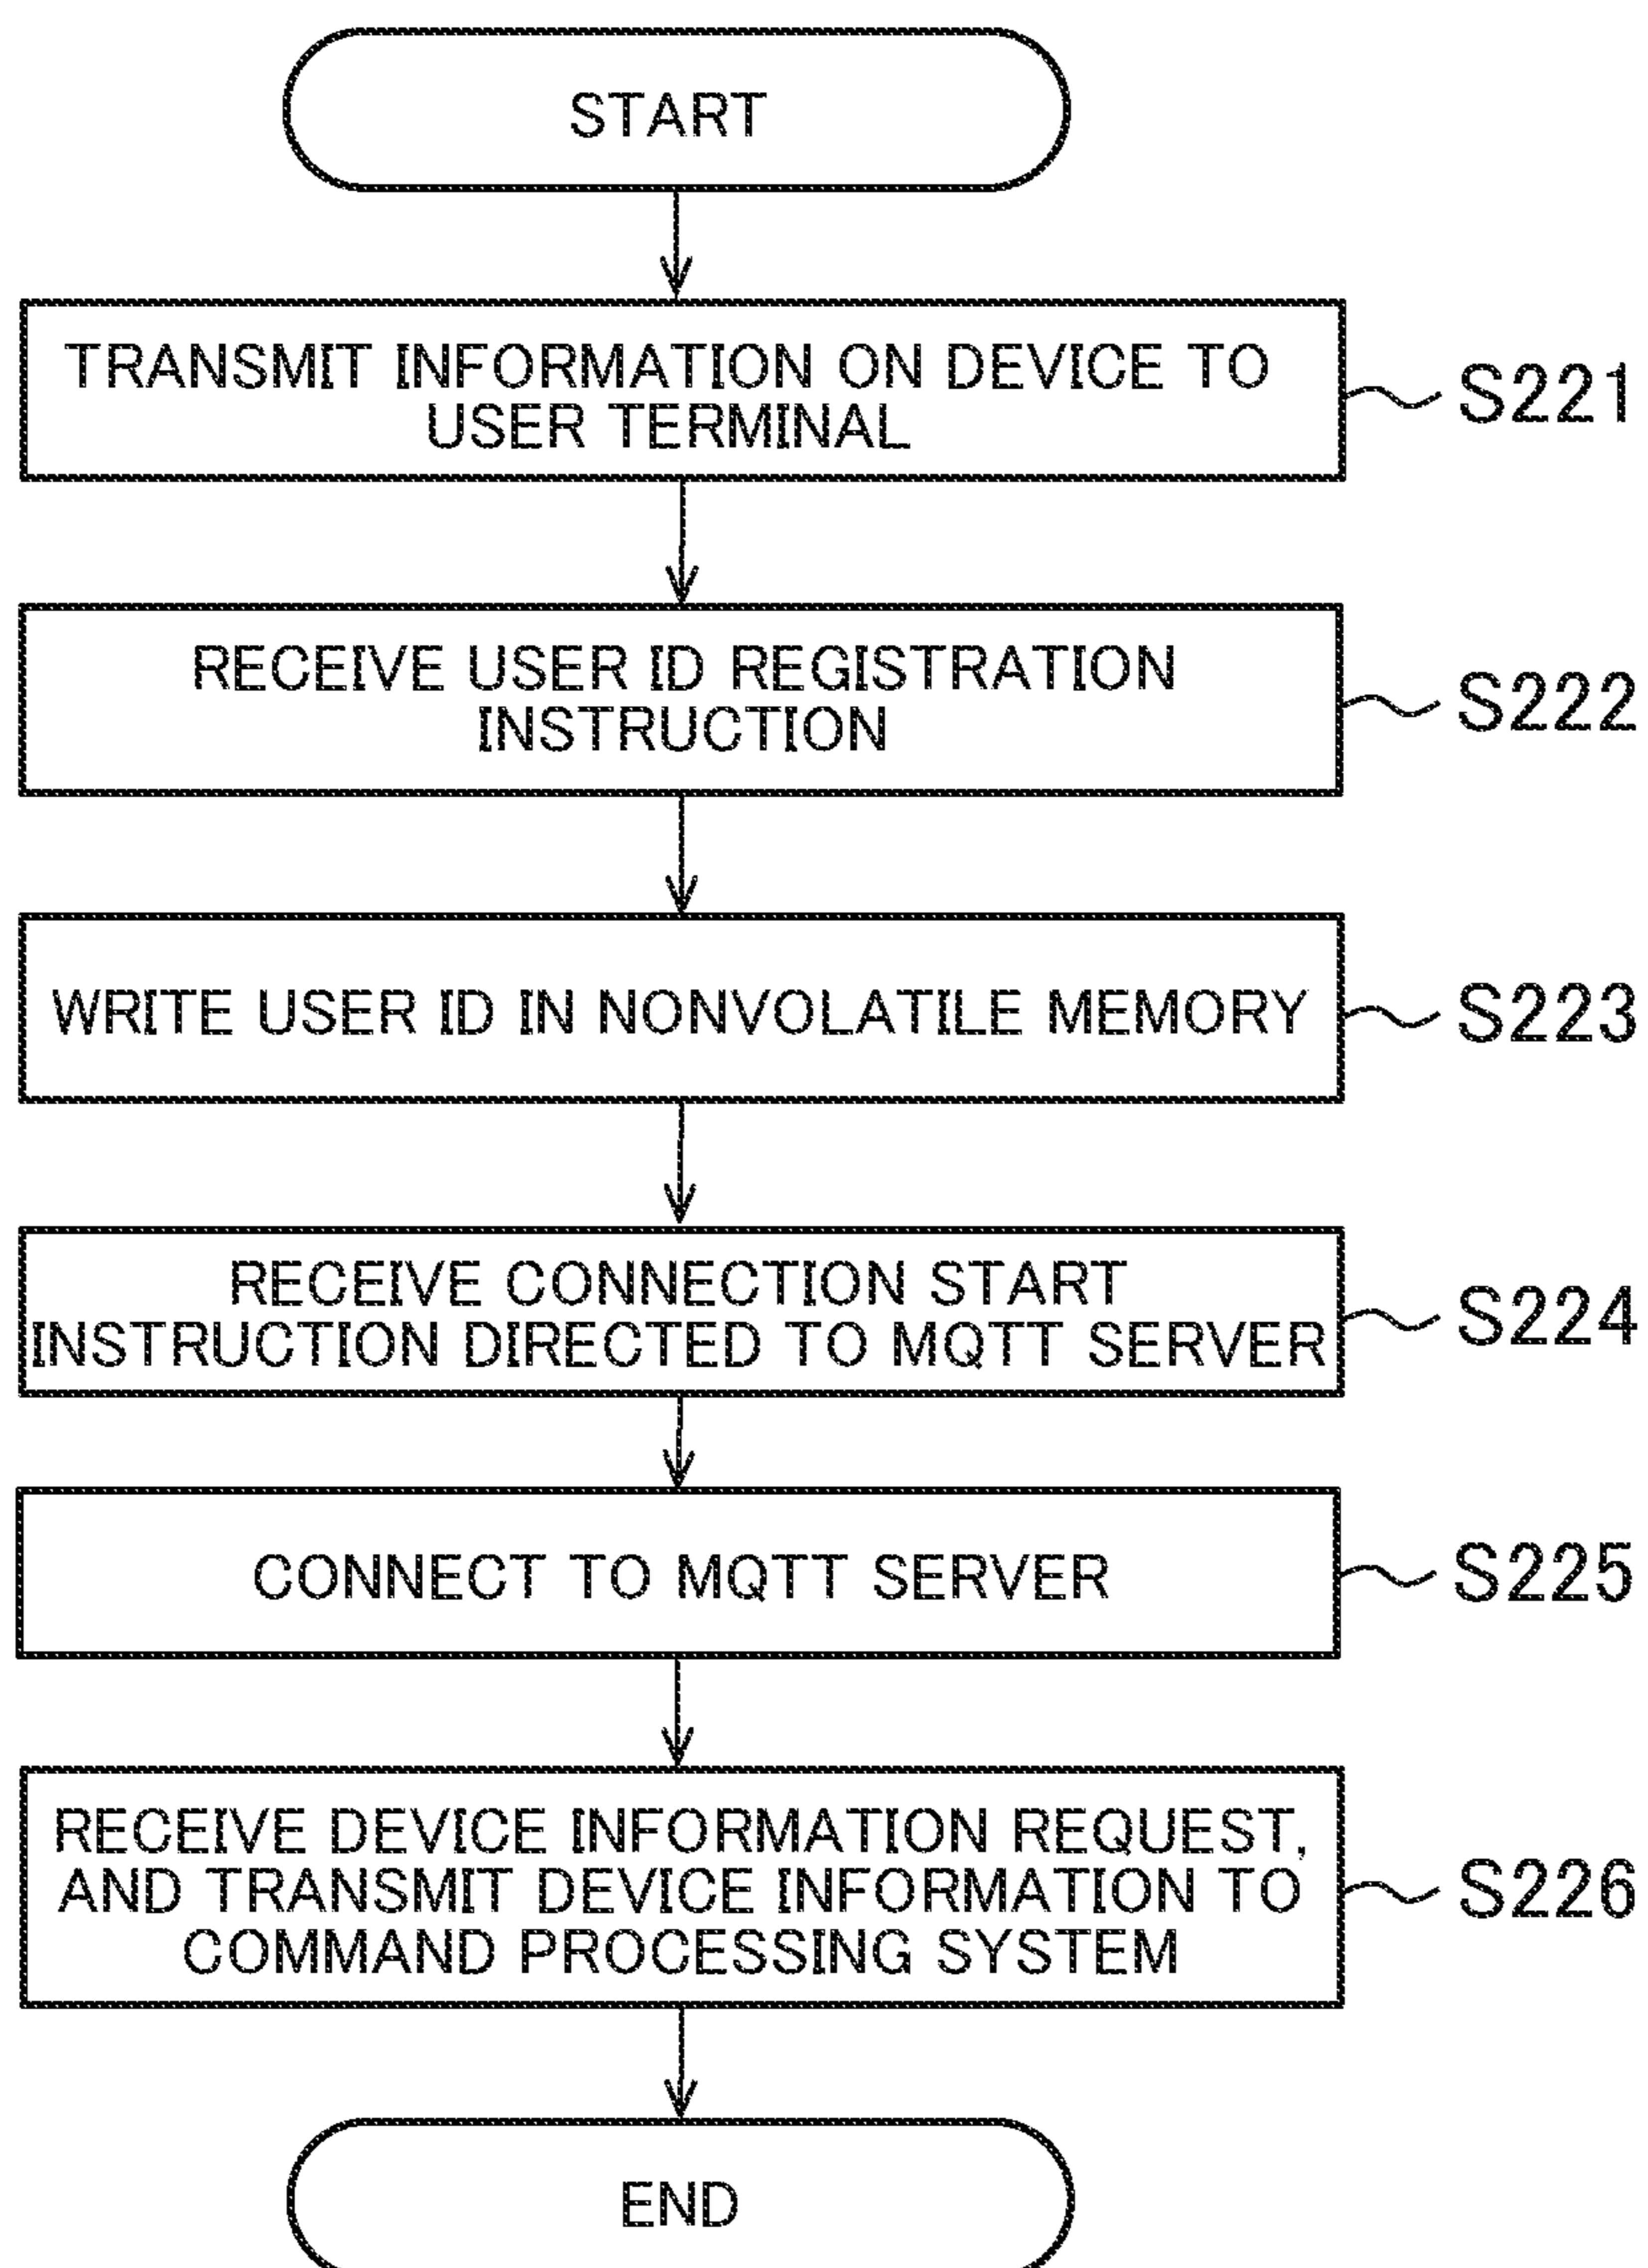 START
TRANSMIT INFORMATION ON DEVICE TO
USER TERMINAL
S221
RECEIVE USER ID REGISTRATION
INSTRUCTION
S222
WRITE USER ID IN NONVOLATILE MEMORY
S223
RECEIVE CONNECTION START
INSTRUCTION DIRECTED TO MQTT SERVER
S224
CONNECT TO MQTT SERVER
S225
RECEIVE DEVICE INFORMATION REQUEST,
AND TRANSMIT DEVICE INFORMATION TO
COMMAND PROCESSING SYSTEM
S226
END